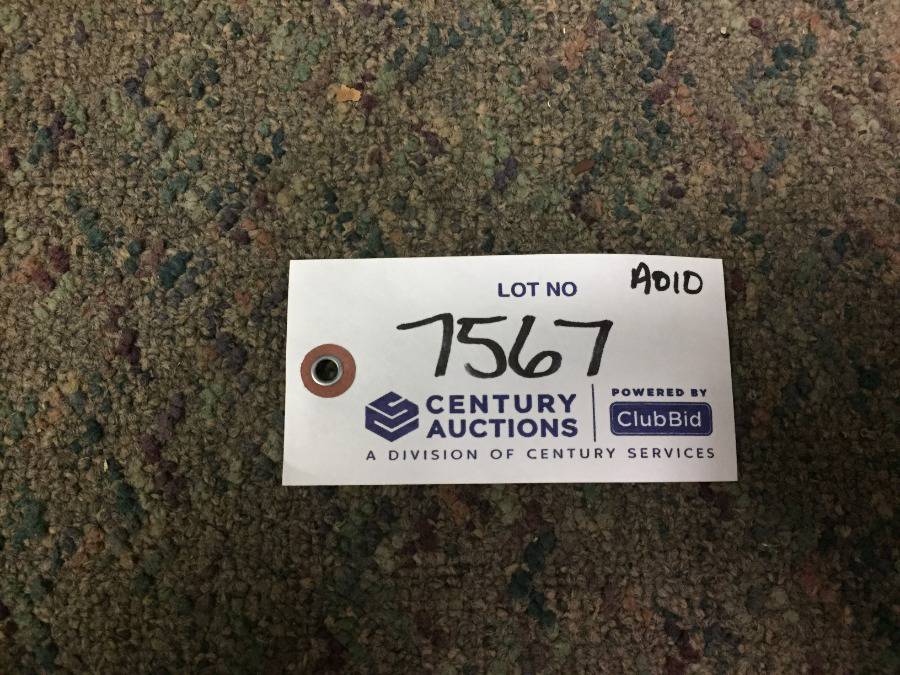 LOT NO A010
7567
CENTURY AUCTIONS
POWERED BY
ClubBid
A DIVISION OF CENTURY SERVICES